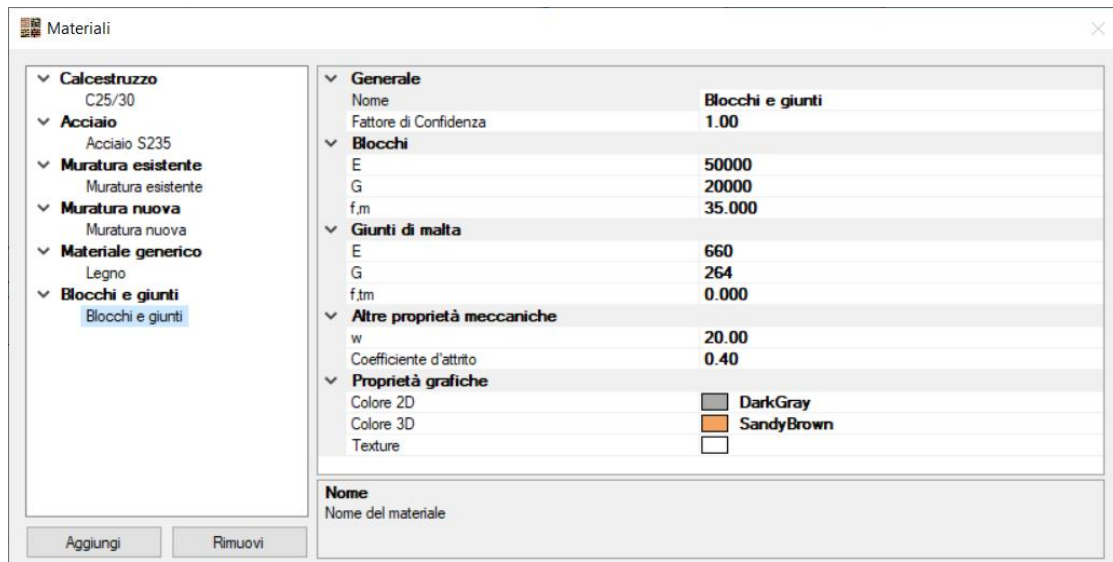 Materiali
Calcestruzzo
C25/30
Acciaio
Acciaio S235
Muratura esistente
Muratura esistente
Muratura nuova
Muratura nuova
Materiale generico
Legno
Blocchi e giunti
Blocchi e giunti
Aggiungi Rimuovi
Generale
Nome Blocchi e giunti
Fattore di Confidenza 1.00
Blocchi
E 50000
G 20000
f,m 35.000
Giunti di malta
E 660
G 264
f,tm 0.000
Altre proprietà meccaniche
w 20.00
Coefficiente d'attrito 0.40
Proprietà grafiche
Colore 2D DarkGray
Colore 3D SandyBrown
Texture
Nome
Nome del materiale